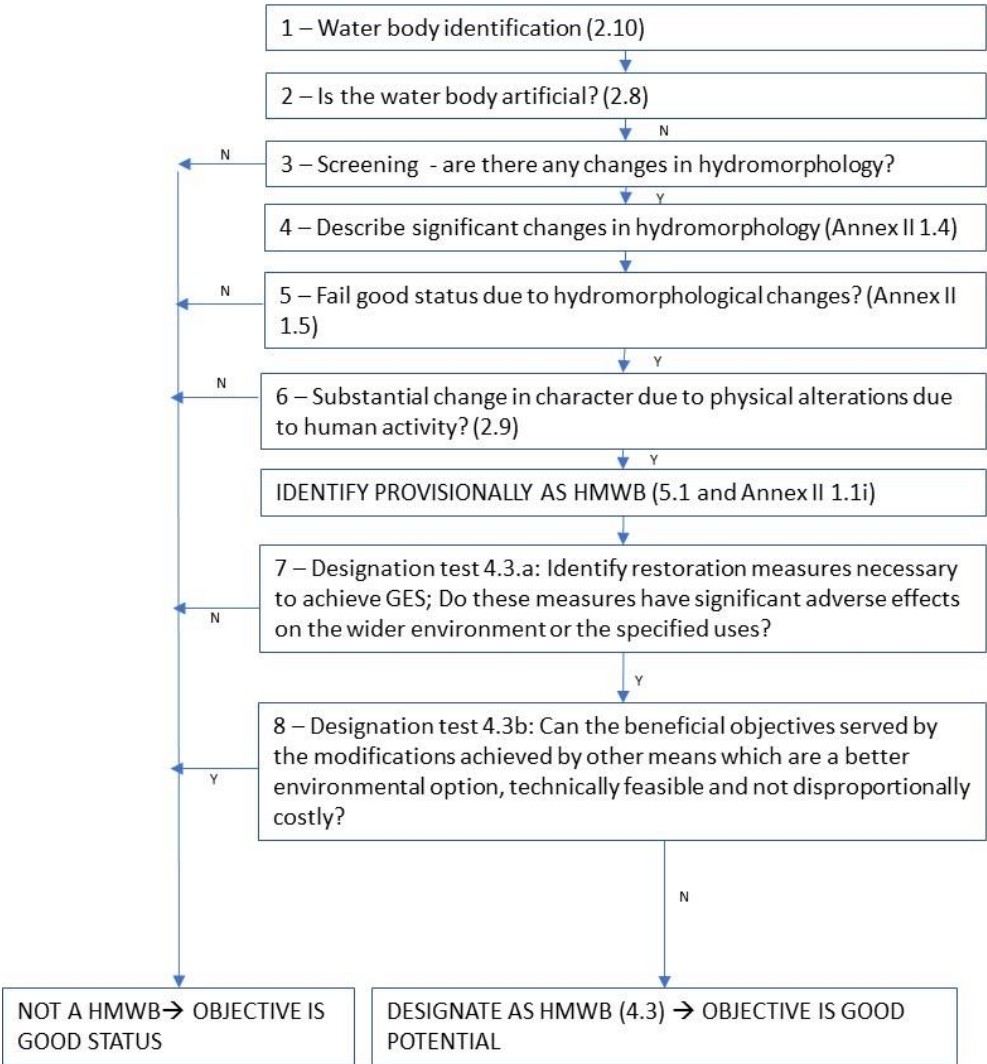 1 – Water body identification (2.10)
2 – Is the water body artificial? (2.8)
N
N
3 – Screening - are there any changes in hydromorphology?
Y
4 – Describe significant changes in hydromorphology (Annex II 1.4)
N
5 – Fail good status due to hydromorphological changes? (Annex II
1.5)
Y
N
6 – Substantial change in character due to physical alterations due
to human activity? (2.9)
Y
IDENTIFY PROVISIONALLY AS HMWB (5.1 and Annex II 1.1i)
7 – Designation test 4.3.a: Identify restoration measures necessary
to achieve GES; Do these measures have significant adverse effects
on the wider environment or the specified uses?
N
Y
8 – Designation test 4.3b: Can the beneficial objectives served by
the modifications achieved by other means which are a better
environmental option, technically feasible and not disproportionally
costly?
Y
N
NOT A HMWB→ OBJECTIVE IS
GOOD STATUS
DESIGNATE AS HMWB (4.3) → OBJECTIVE IS GOOD
POTENTIAL